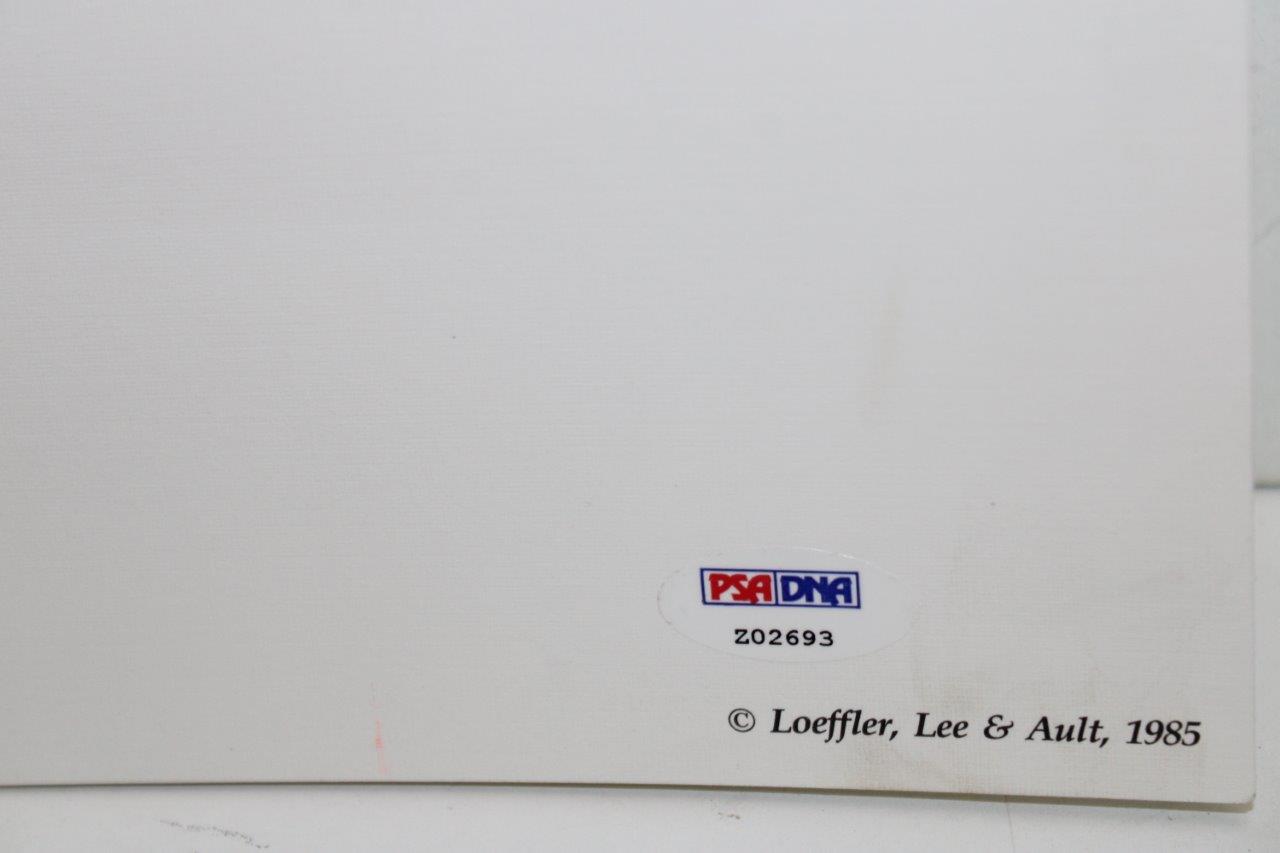 PSA DNA
Z02693
© Loeffler, Lee & Ault, 1985